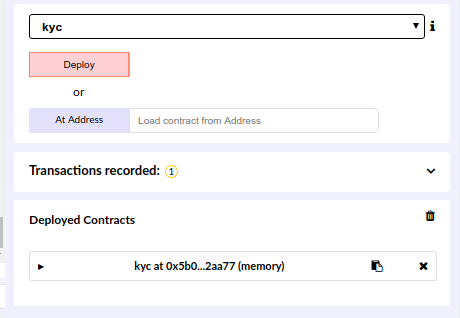 kyc
Deploy
or
At Address Load contract from Address
Transactions recorded: 1
Deployed Contracts
kyc at 0x5b0...2aa77 (memory)